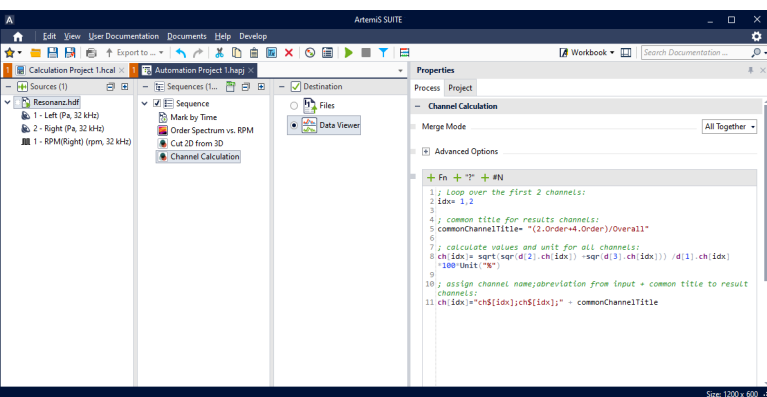 ArtemiS SUITE
Edit View User Documentation Documents Help Develop
Export to ... Workbook Search Documentation ...
1 Calculation Project 1.hcal 1 Automation Project 1.hapj Properties
Sources (1) Sequences (1... Destination Process Project
Resonanz.hdf Sequence Files Channel Calculation
1 - Left (Pa, 32 kHz) Mark by Time
2 - Right (Pa, 32 kHz) Order Spectrum vs. RPM Data Viewer Merge Mode All Together
1 - RPM(Right) (rpm, 32 kHz) Cut 2D from 3D
Channel Calculation Advanced Options
+ Fn + "?" + #N
1 ; Loop over the first 2 channels:
2 idx= 1,2
3
4 ; common title for results channels:
5 commonChannelTitle= "(2.Order+4.Order)/Overall"
6
7 ; calculate values and unit for all channels:
8 ch[idx]= sqrt(sqr(d[2].ch[idx]) +sqr(d[3].ch[idx])) /d[1].ch[idx]
*100*Unit("%")
9
10 ; assign channel name;abreviation from input + common title to result
channels:
11 ch[idx]="ch$[idx];ch$[idx];" + commonChannelTitle
Size: 1200 x 600